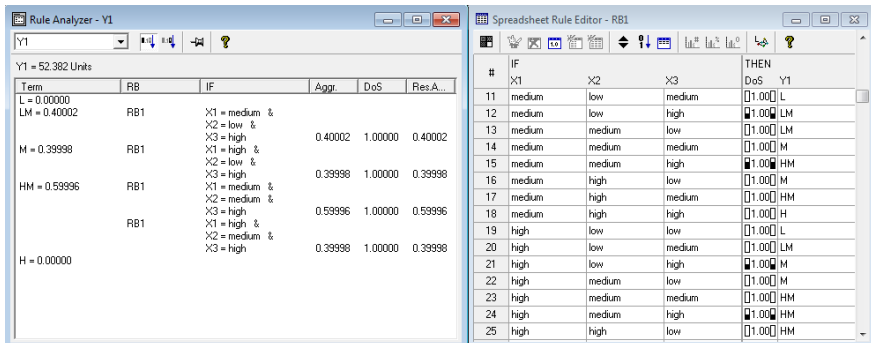 Rule Analyzer - Y1
Y1
Y1 = 52.382 Units
Term RB IF Aggr. DoS Res.A...
L = 0.00000
LM = 0.40002 RB1 X1 = medium &
X2 = low &
X3 = high 0.40002 1.00000 0.40002
M = 0.39998 RB1 X1 = high &
X2 = low &
X3 = high 0.39998 1.00000 0.39998
HM = 0.59996 RB1 X1 = medium &
X2 = medium &
X3 = high 0.59996 1.00000 0.59996
RB1 X1 = high &
X2 = medium &
X3 = high 0.39998 1.00000 0.39998
H = 0.00000
Spreadsheet Rule Editor - RB1
IF THEN
# X1 X2 X3 DoS Y1
11 medium low medium 1.00 L
12 medium low high 1.00 LM
13 medium medium low 1.00 LM
14 medium medium medium 1.00 M
15 medium medium high 1.00 HM
16 medium high low 1.00 M
17 medium high medium 1.00 HM
18 medium high high 1.00 H
19 high low low 1.00 L
20 high low medium 1.00 LM
21 high low high 1.00 M
22 high medium low 1.00 M
23 high medium medium 1.00 HM
24 high medium high 1.00 HM
25 high high low 1.00 HM